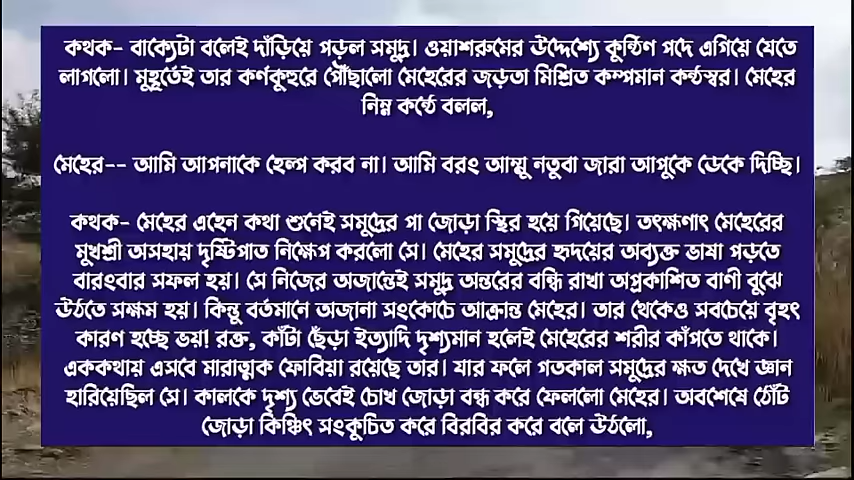 কথক- বাক্যেটা বলেই দাঁড়িয়ে পড়ল সমুদ্র। ওয়াশরুমের উদ্দেশ্যে কুন্ঠিণ পদে এগিয়ে যেতে
লাগলো। মুহূর্তেই তার কর্ণকুহুরে পৌঁছালো মেহেরের জড়তা মিশ্রিত কম্পমান কন্ঠস্বর। মেহের
নিম্ন কন্ঠে বলল,
মেহের-- আমি আপনাকে হেল্প করব না। আমি বরং আম্মু নতুবা জারা আপুকে ডেকে দিচ্ছি।
কথক- মেহের এহেন কথা শুনেই সমুদ্রের পা জোড়া স্থির হয়ে গিয়েছে। তৎক্ষণাৎ মেহেরের
মুখশ্রী অসহায় দৃষ্টিপাত নিক্ষেপ করলো সে। মেহের সমুদ্রের হৃদয়ের অব্যক্ত ভাষা পড়তে
বারংবার সফল হয়। সে নিজের অজান্তেই সমুদ্র অন্তরের বন্ধি রাখা অপ্রকাশিত বাণী বুঝে
উঠতে সক্ষম হয়। কিন্তু বর্তমানে অজানা সংকোচে আক্রান্ত মেহের। তার থেকেও সবচেয়ে বৃহৎ
কারণ হচ্ছে ভয়! রক্ত, কাঁটা ছেঁড়া ইত্যাদি দৃশ্যমান হলেই মেহেরের শরীর কাঁপতে থাকে।
এককথায় এসবে মারাত্মক ফোবিয়া রয়েছে তার। যার ফলে গতকাল সমুদ্রের ক্ষত দেখে জ্ঞান
হারিয়েছিল সে। কালকে দৃশ্য ভেবেই চোখ জোড়া বন্ধ করে ফেললো মেহের। অবশেষে ঠোঁট
জোড়া কিঞ্চিৎ সংকুচিত করে বিরবির করে বলে উঠলো,